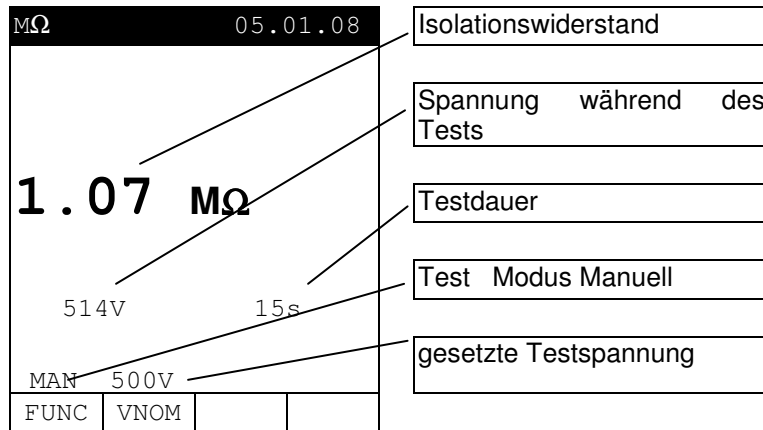 MΩ 05.01.08
Isolationswiderstand
Spannung während des
Tests
1.07 MΩ
Testdauer
Test Modus Manuell
514V 15s
gesetzte Testspannung
MAN 500V
FUNC VNOM